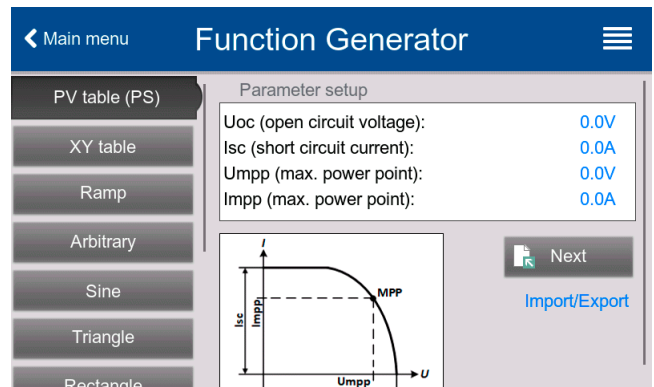 Main menu
Function Generator
PV table (PS)
XY table
Ramp
Arbitrary
Sine
Triangle
Rectangle
Parameter setup
Uoc (open circuit voltage): 0.0V
Isc (short circuit current): 0.0A
Umpp (max. power point): 0.0V
Impp (max. power point): 0.0A
I
MPP
Isc
Impp
Umpp
U
Next
Import/Export